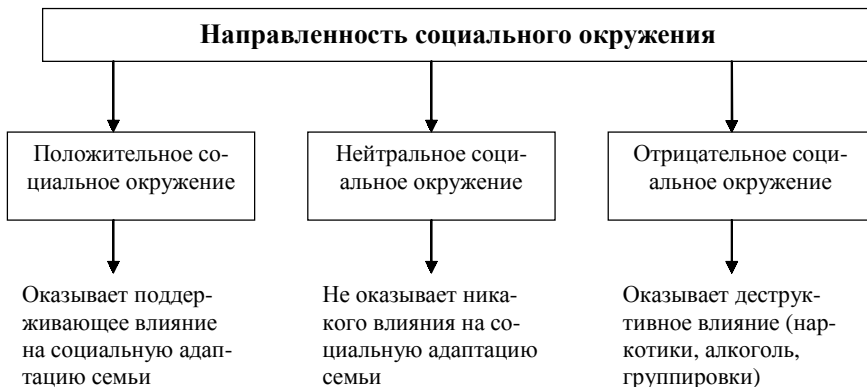 Направленность социального окружения
Положительное со-
циальное окружение
Нейтральное соци-
альное окружение
Отрицательное соци-
альное окружение
Оказывает поддер-
живающее влияние
на социальную адап-
тацию семьи
Не оказывает ника-
кого влияния на со-
циальную адаптацию
семьи
Оказывает деструк-
тивное влияние (нар-
котики, алкоголь,
группировки)